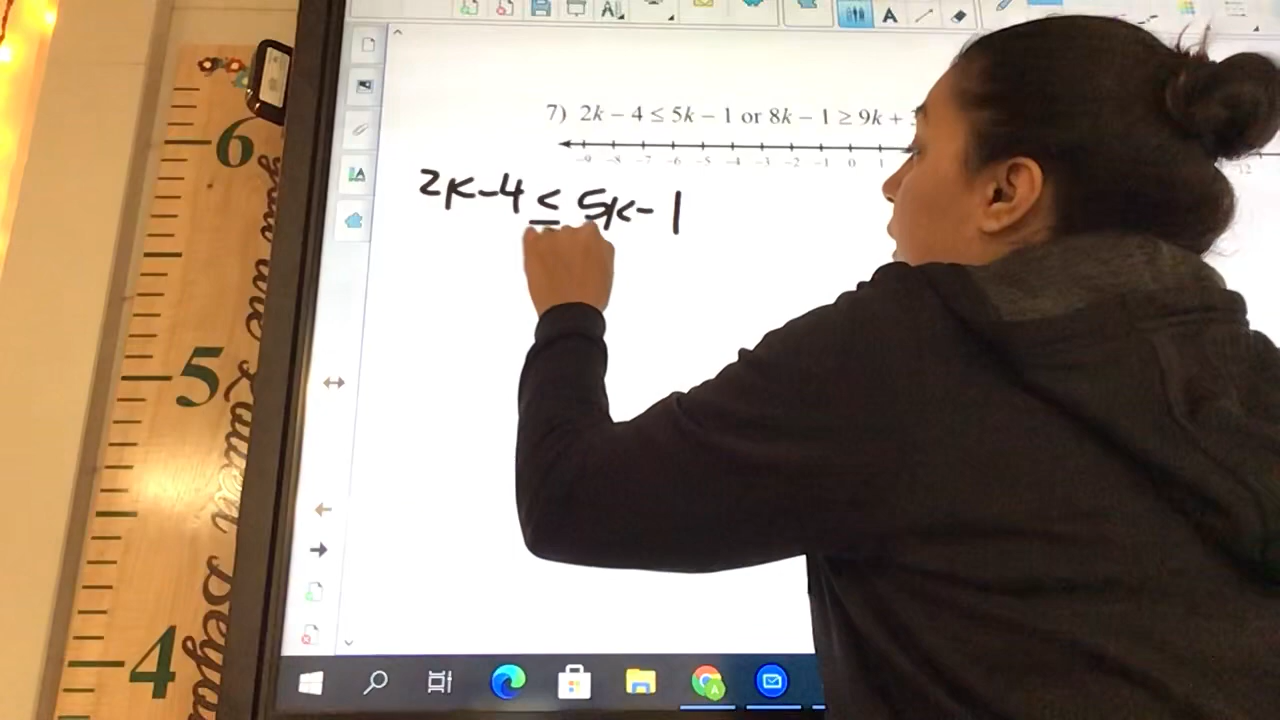 7) 2k − 4 ≤ 5k − 1 or 8k − 1 ≥ 9k +
-9 -8 -7 -6 -5 -4 -3 -2 -1 0 1 12
2k-4 ≤ 5k-1
6
5
4